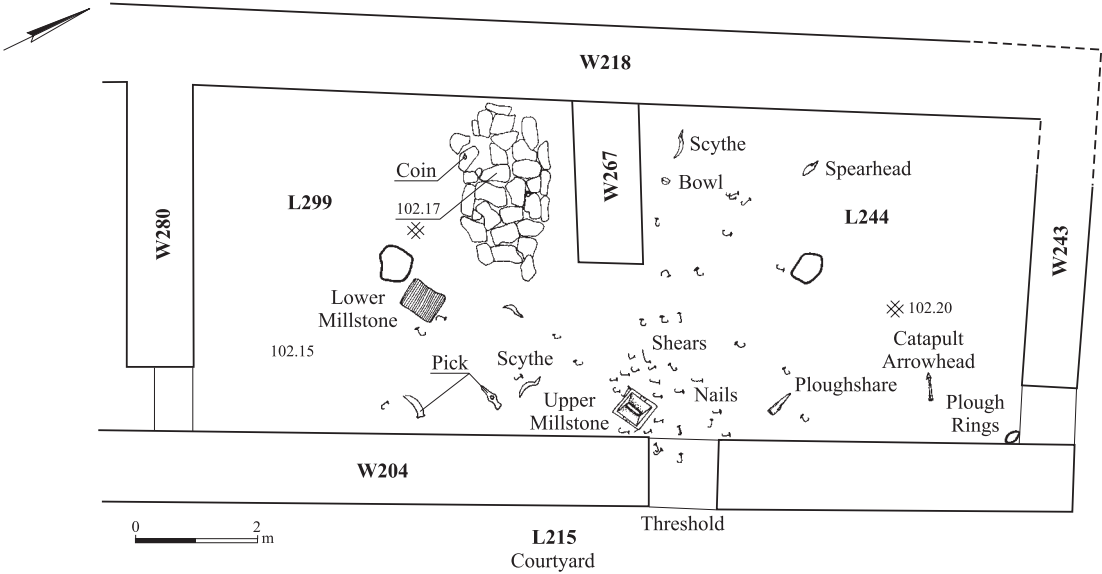 W218
Scythe
Coin
Spearhead
W267
Bowl
102.17
L299
L244
W280
W243
Lower
Millstone
102.20
Catapult
Arrowhead
102.15
Shears
Scythe
Pick
Ploughshare
Nails
Upper
Millstone
Plough
Rings
W204
0
2
m
Threshold
L215
Courtyard